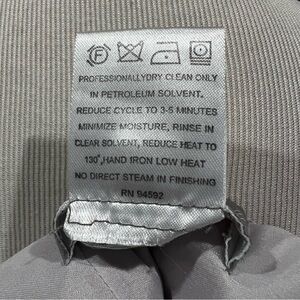 F
PROFESSIONALLYDRY CLEAN ONLY
IN PETROLEUM SOLVENT.
REDUCE CYCLE TO 3-5 MINUTES
MINIMIZE MOISTURE, RINSE IN
CLEAR SOLVENT, REDUCE HEAT TO
130°,HAND IRON LOW HEAT
NO DIRECT STEAM IN FINISHING
RN 94592